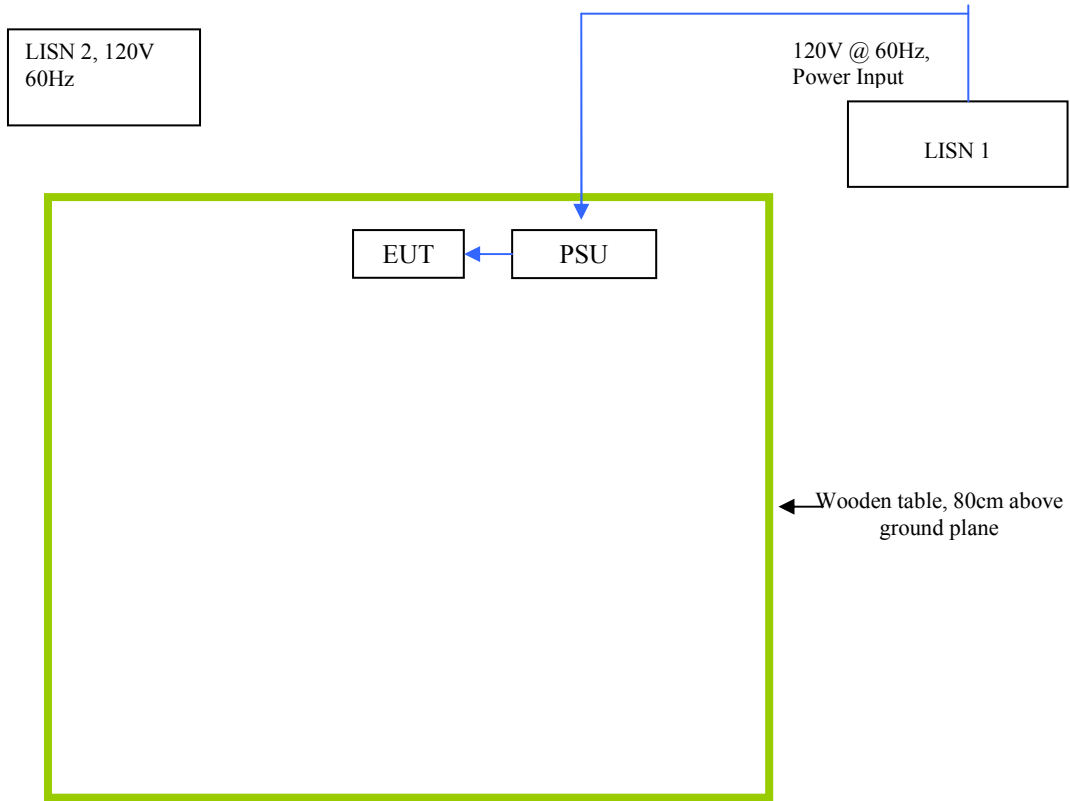 LISN 2, 120V
60Hz
120V @ 60Hz,
Power Input
LISN 1
EUT
PSU
Wooden table, 80cm above
ground plane